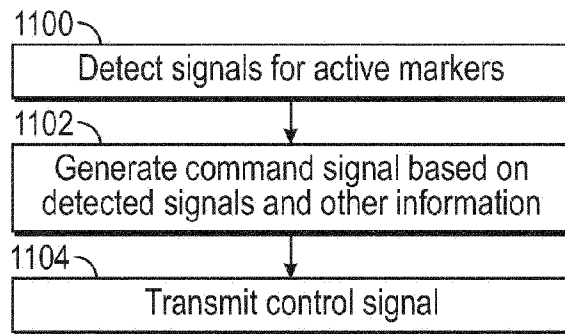 1100
Detect signals for active markers
1102
Generate command signal based on
detected signals and other information
1104
Transmit control signal